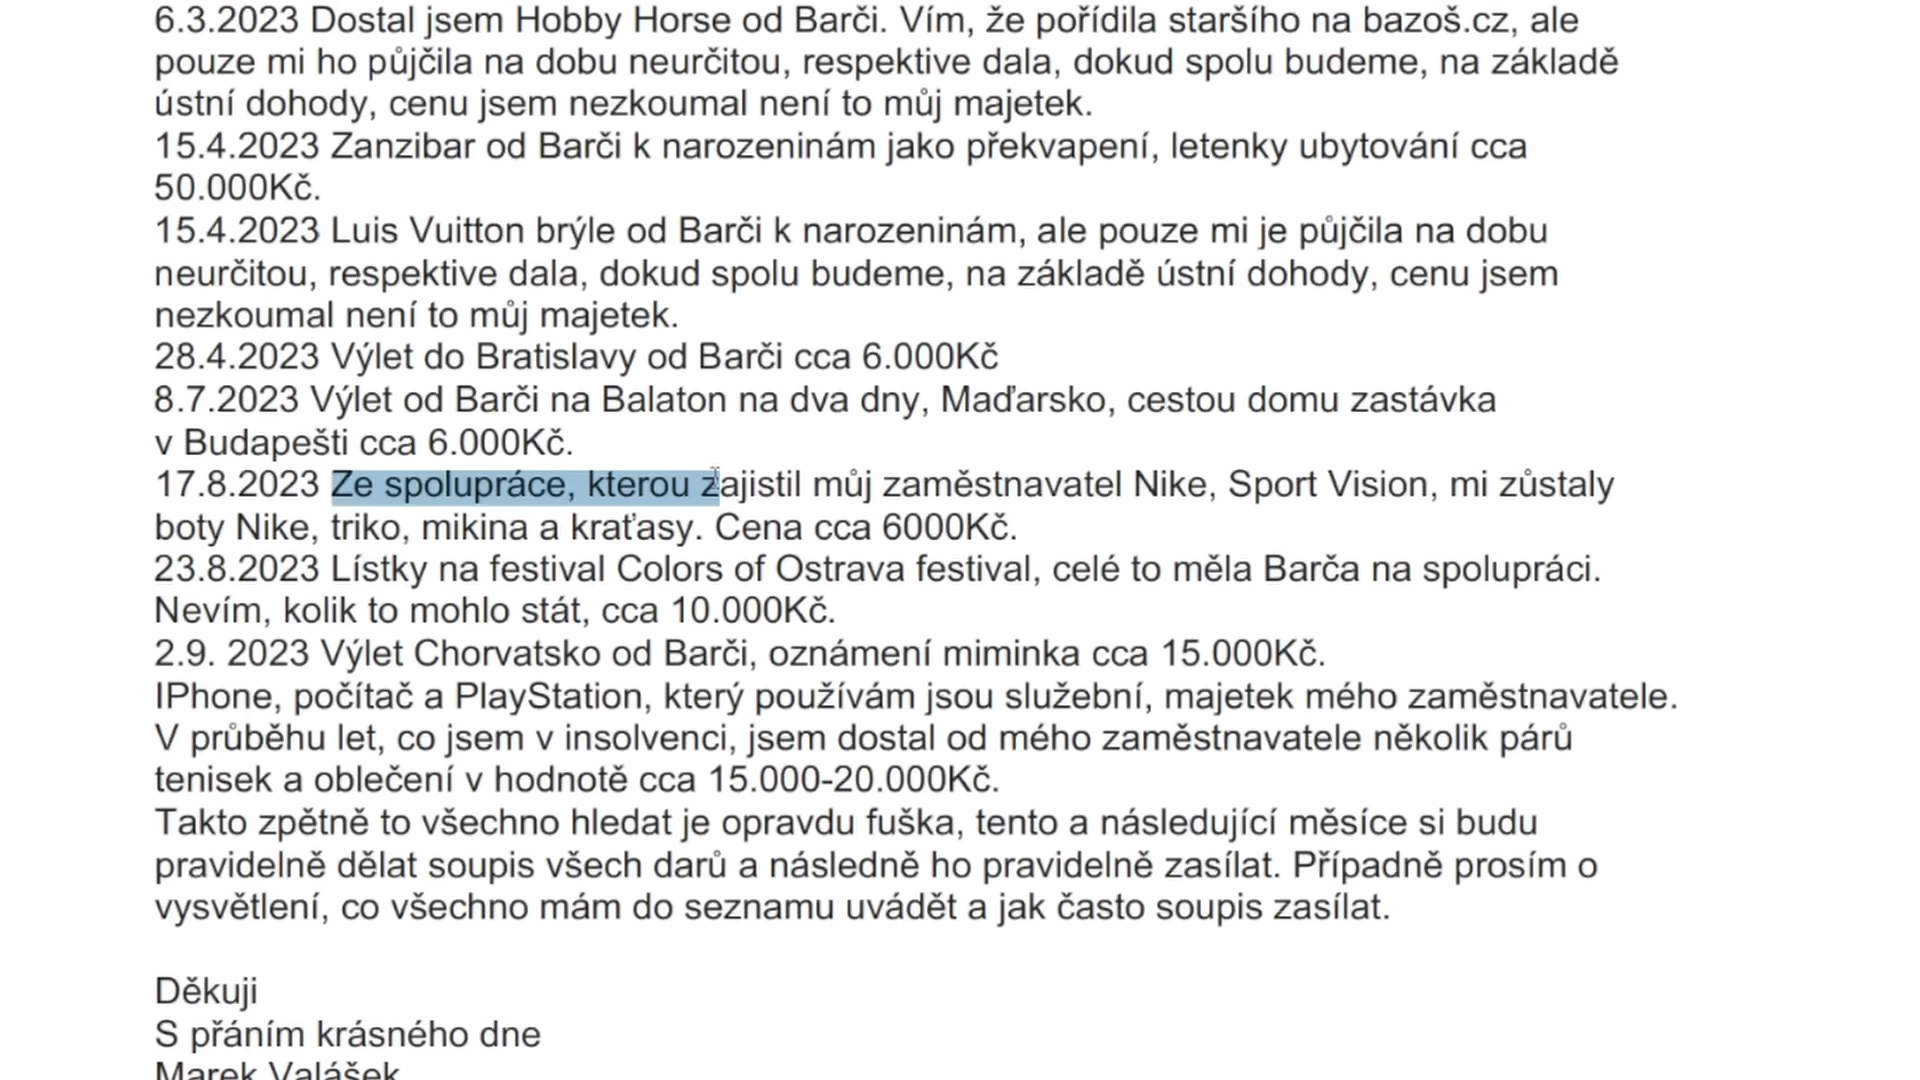 6.3.2023 Dostal jsem Hobby Horse od Barči. Vím, že pořídila staršího na bazoš.cz, ale
pouze mi ho půjčila na dobu neurčitou, respektive dala, dokud spolu budeme, na základě
ústní dohody, cenu jsem nezkoumal není to můj majetek.
15.4.2023 Zanzibar od Barči k narozeninám jako překvapení, letenky ubytování cca
50.000Kč.
15.4.2023 Luis Vuitton brýle od Barči k narozeninám, ale pouze mi je půjčila na dobu
neurčitou, respektive dala, dokud spolu budeme, na základě ústní dohody, cenu jsem
nezkoumal není to můj majetek.
28.4.2023 Výlet do Bratislavy od Barči cca 6.000Kč
8.7.2023 Výlet od Barči na Balaton na dva dny, Maďarsko, cestou domu zastávka
v Budapešti cca 6.000Kč.
17.8.2023 Ze spolupráce, kterou zajistil můj zaměstnavatel Nike, Sport Vision, mi zůstaly
boty Nike, triko, mikina a kraťasy. Cena cca 6000Kč.
23.8.2023 Lístky na festival Colors of Ostrava festival, celé to měla Barča na spolupráci.
Nevím, kolik to mohlo stát, cca 10.000Kč.
2.9. 2023 Výlet Chorvatsko od Barči, oznámení miminka cca 15.000Kč.
IPhone, počítač a PlayStation, který používám jsou služební, majetek mého zaměstnavatele.
V průběhu let, co jsem v insolvenci, jsem dostal od mého zaměstnavatele několik párů
tenisek a oblečení v hodnotě cca 15.000-20.000Kč.
Takto zpětně to všechno hledat je opravdu fuška, tento a následující měsíce si budu
pravidelně dělat soupis všech darů a následně ho pravidelně zasílat. Případně prosím o
vysvětlení, co všechno mám do seznamu uvádět a jak často soupis zasílat.
Děkuji
S přáním krásného dne
Marek Valášek